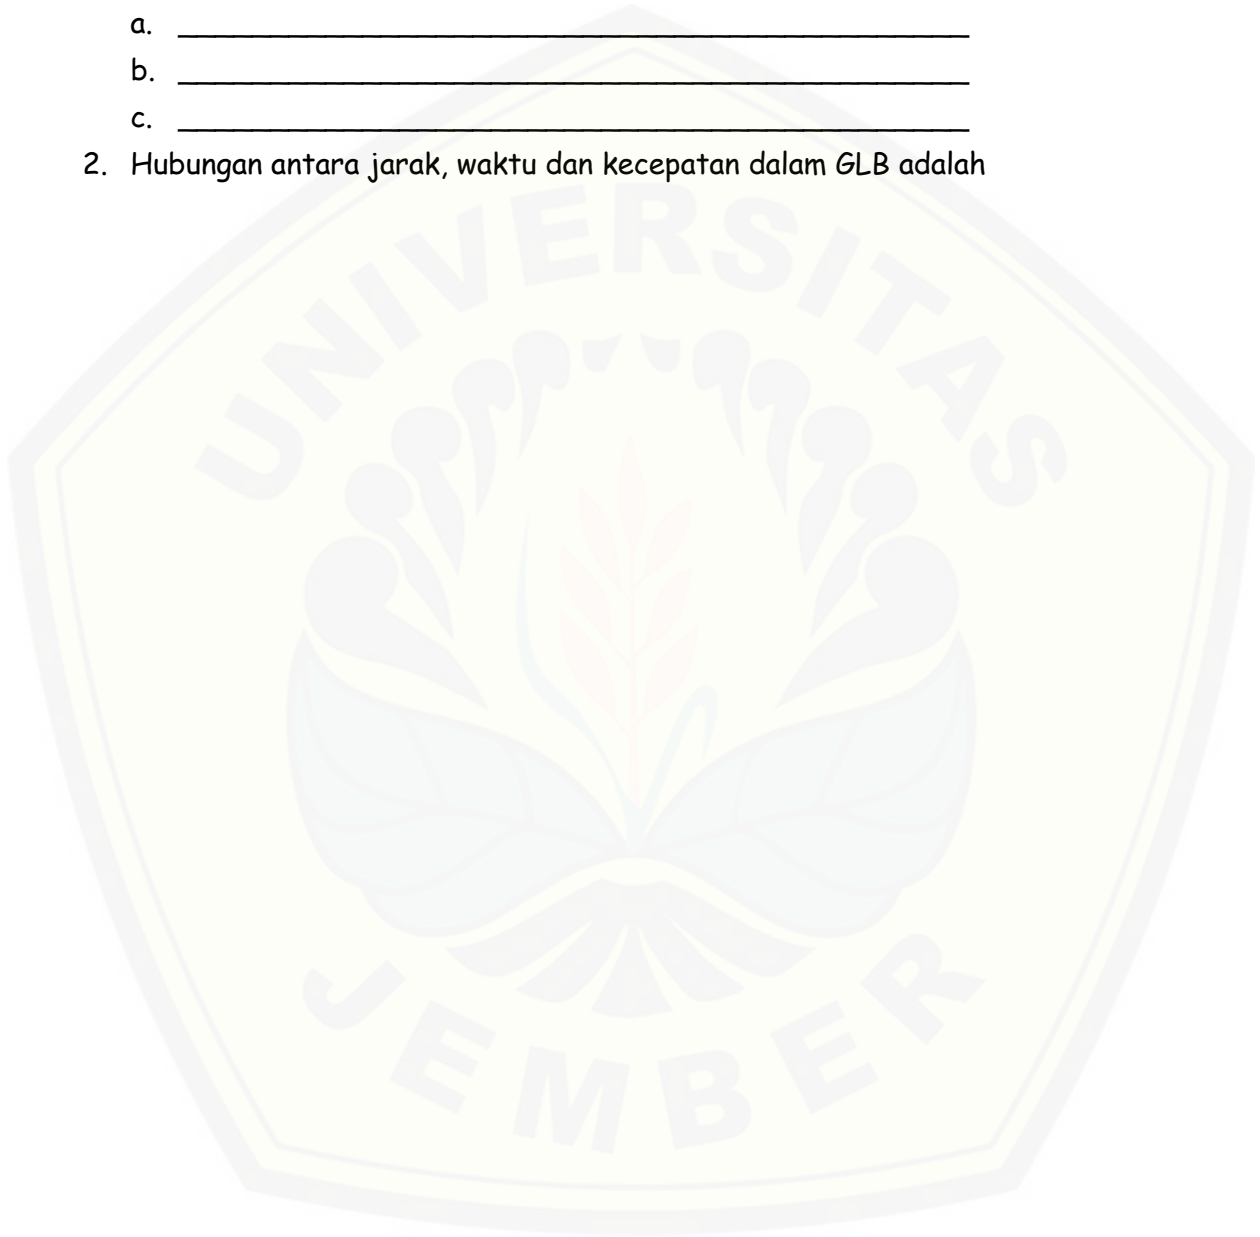 a. ___________________________________________
b. ___________________________________________
c. ___________________________________________
2. Hubungan antara jarak, waktu dan kecepatan dalam GLB adalah
UNIVERSITAS
JEMBER